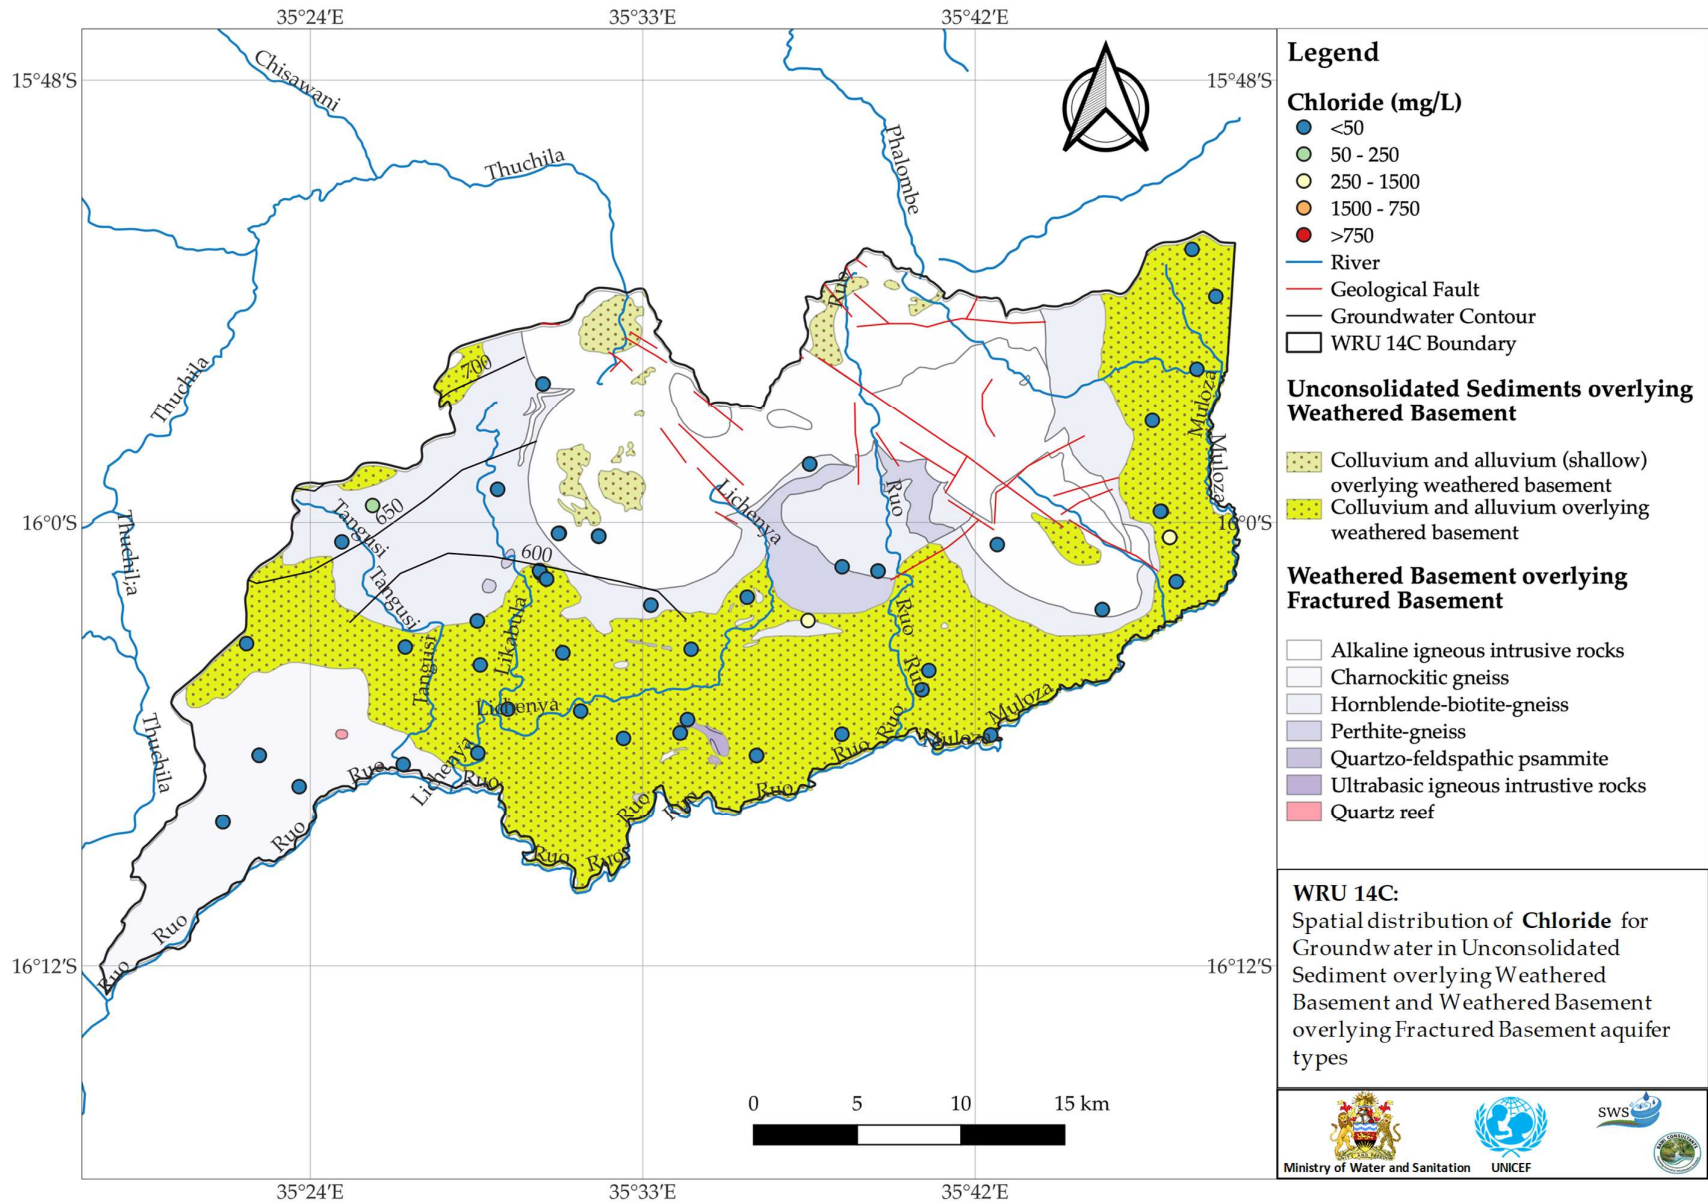 35°24′E
35°33′E
35°42′E
15°48′S
15°48′S
Chisawani
Thuchila
Phalombe
Ruo
700
Thuchila
Muloza
Muloza
650
Tangusi
Lichenya
Ruo
16°0′S
16°0′S
Thuchila
600
Tangusi
Likabula
Ruo
Tangusi
Ruo
Lichenya
Muloza
Thuchila
Lichenya
Ruo
Muloza
Ruo
Ruo
Ruo
Ruo
Ruo
Ruo
Ruo
Ruo
Ruo
Ruo
Ruo
16°12′S
16°12′S
0 5 10 15 km
35°24′E
35°33′E
35°42′E
Legend
Chloride (mg/L)
<50
50 - 250
250 - 1500
1500 - 750
>750
River
Geological Fault
Groundwater Contour
WRU 14C Boundary
Unconsolidated Sediments overlying
Weathered Basement
Colluvium and alluvium (shallow)
overlying weathered basement
Colluvium and alluvium overlying
weathered basement
Weathered Basement overlying
Fractured Basement
Alkaline igneous intrusive rocks
Charnockitic gneiss
Hornblende-biotite-gneiss
Perthite-gneiss
Quartzo-feldspathic psammite
Ultrabasic igneous intrustive rocks
Quartz reef
WRU 14C:
Spatial distribution of Chloride for
Groundwater in Unconsolidated
Sediment overlying Weathered
Basement and Weathered Basement
overlying Fractured Basement aquifer
types
Ministry of Water and Sanitation
UNICEF
SWS